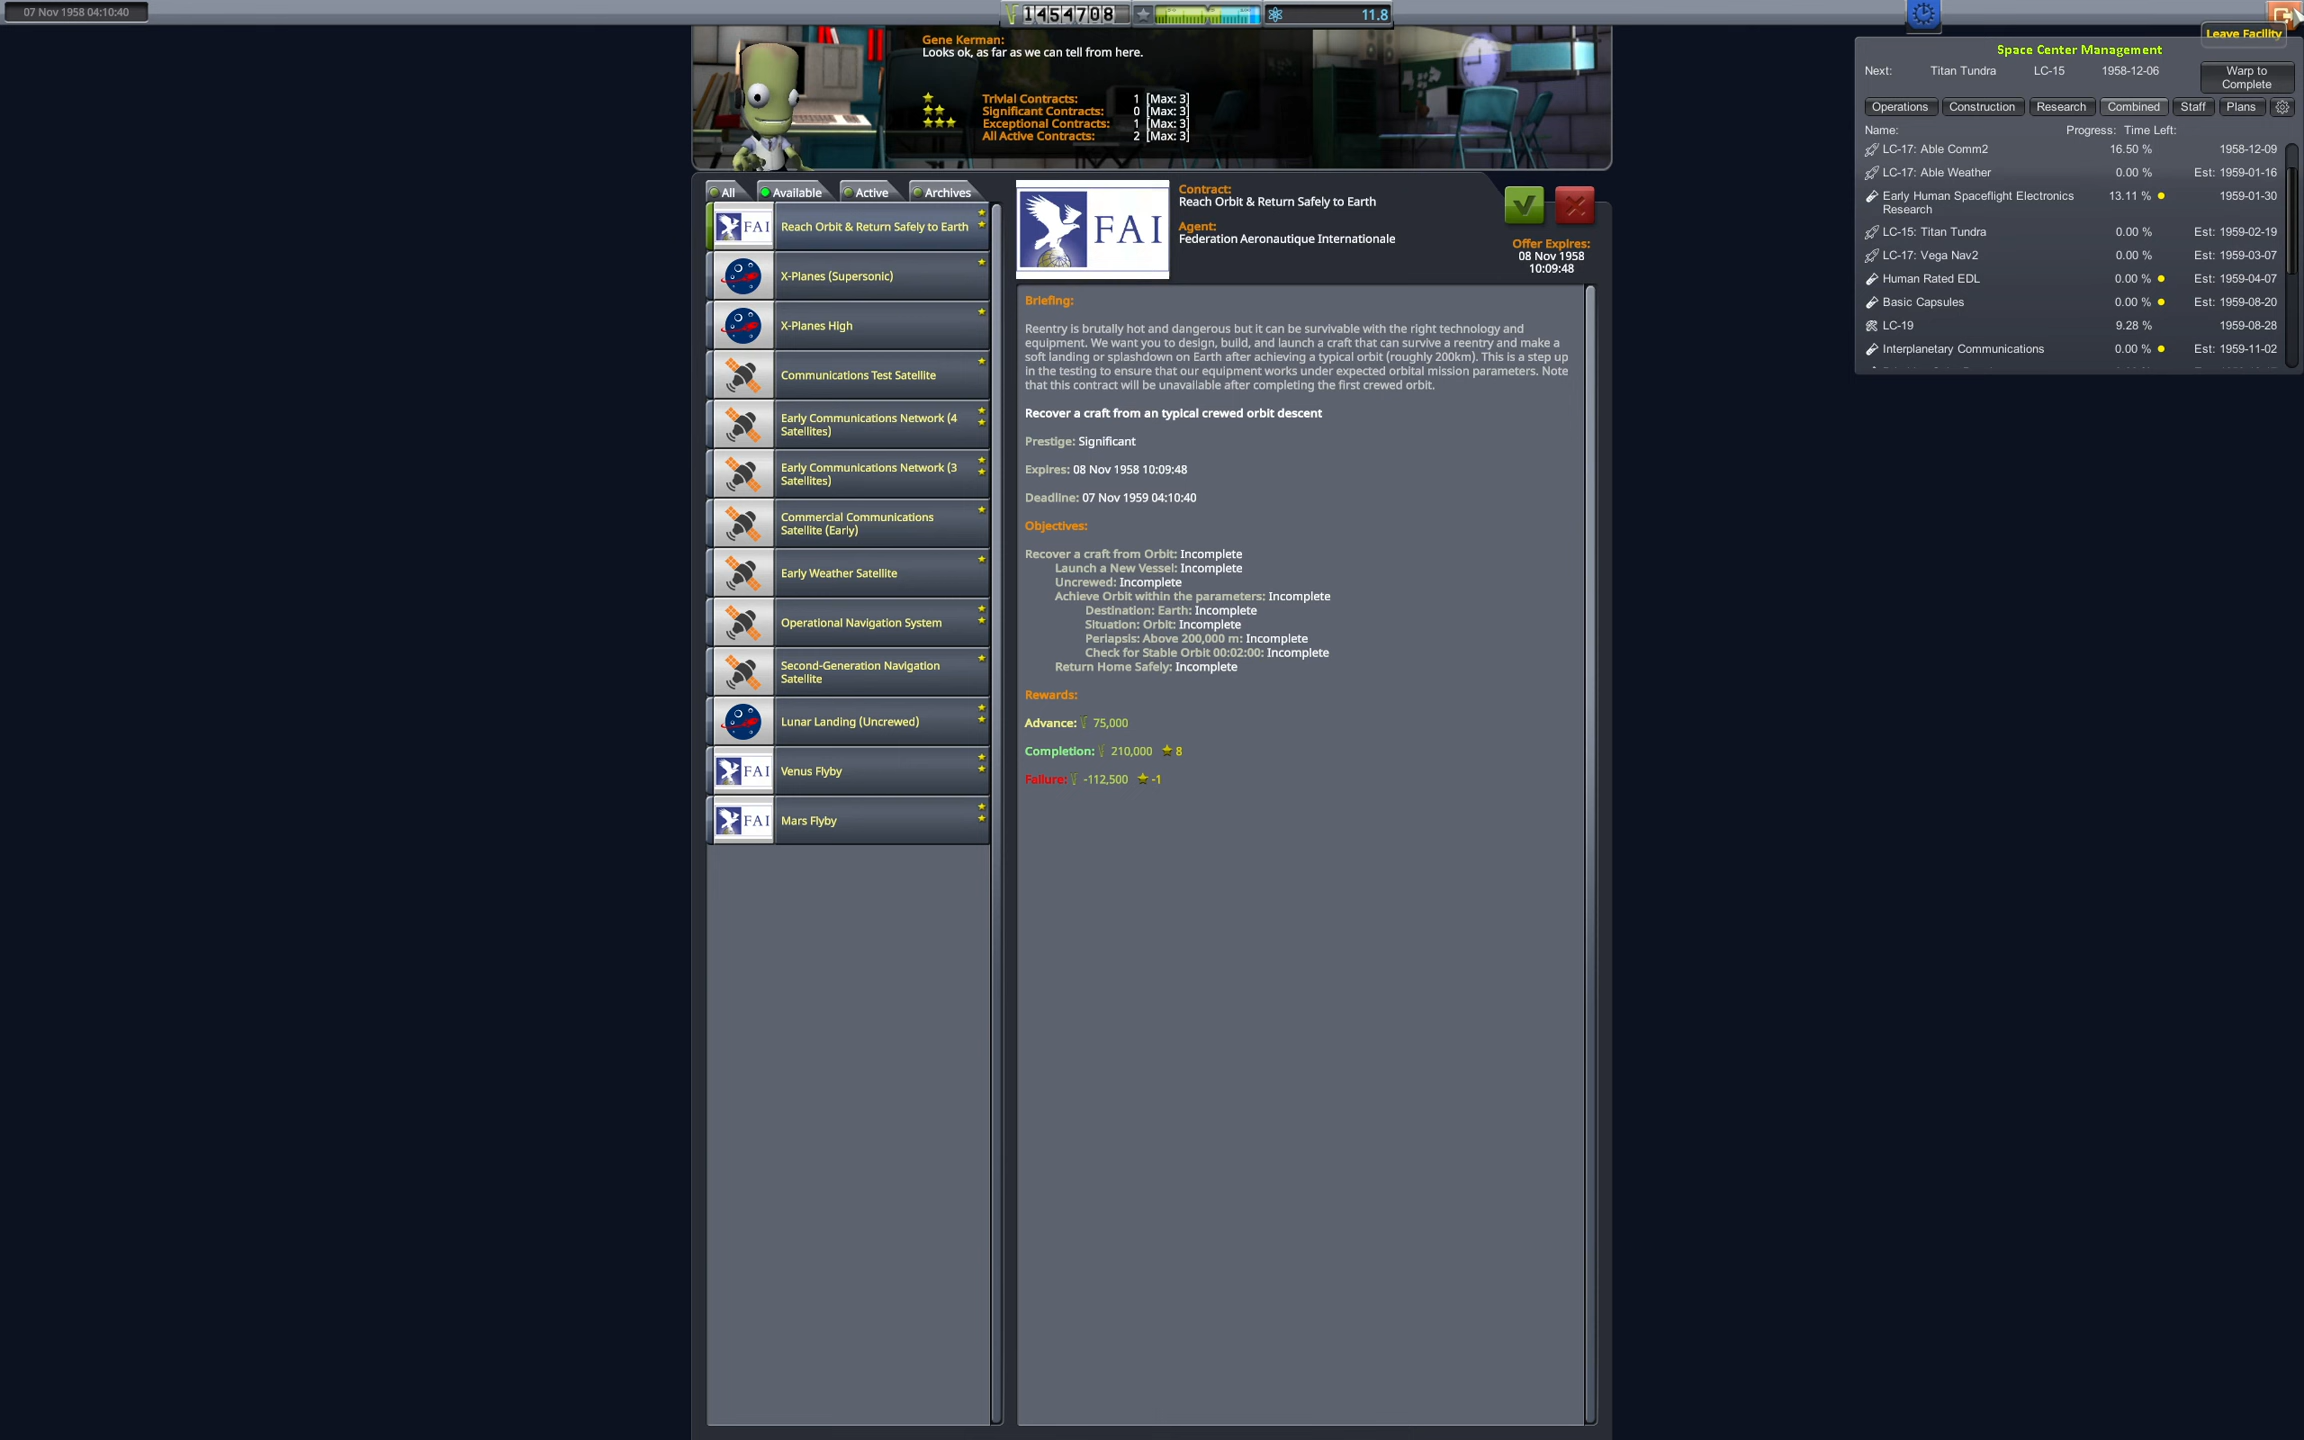 07 Nov 1958 04:10:40
1454708
11.8
Leave Facility
Gene Kerman:
Looks ok, as far as we can tell from here.
Trivial Contracts: 1 [Max: 3]
Significant Contracts: 0 [Max: 3]
Exceptional Contracts: 1 [Max: 3]
All Active Contracts: 2 [Max: 3]
Space Center Management
Next: Titan Tundra LC-15 1958-12-06
Warp to
Complete
Operations Construction Research Combined Staff Plans
Name: Progress: Time Left:
LC-17: Able Comm2 16.50 % 1958-12-09
LC-17: Able Weather 0.00 % Est: 1959-01-16
Early Human Spaceflight Electronics 13.11 % 1959-01-30
Research
LC-15: Titan Tundra 0.00 % Est: 1959-02-19
LC-17: Vega Nav2 0.00 % Est: 1959-03-07
Human Rated EDL 0.00 % Est: 1959-04-07
Basic Capsules 0.00 % Est: 1959-08-20
LC-19 9.28 % 1959-08-28
Interplanetary Communications 0.00 % Est: 1959-11-02
All Available Active Archives
FAI
Reach Orbit & Return Safely to Earth
X-Planes (Supersonic)
X-Planes High
Communications Test Satellite
Early Communications Network (4
Satellites)
Early Communications Network (3
Satellites)
Commercial Communications
Satellite (Early)
Early Weather Satellite
Operational Navigation System
Second-Generation Navigation
Satellite
Lunar Landing (Uncrewed)
FAI
Venus Flyby
FAI
Mars Flyby
FAI
Contract:
Reach Orbit & Return Safely to Earth
Agent:
Federation Aeronautique Internationale
Offer Expires:
08 Nov 1958
10:09:48
Briefing:
Reentry is brutally hot and dangerous but it can be survivable with the right technology and
equipment. We want you to design, build, and launch a craft that can survive a reentry and make a
soft landing or splashdown on Earth after achieving a typical orbit (roughly 200km). This is a step up
in the testing to ensure that our equipment works under expected orbital mission parameters. Note
that this contract will be unavailable after completing the first crewed orbit.
Recover a craft from an typical crewed orbit descent
Prestige: Significant
Expires: 08 Nov 1958 10:09:48
Deadline: 07 Nov 1959 04:10:40
Objectives:
Recover a craft from Orbit: Incomplete
Launch a New Vessel: Incomplete
Uncrewed: Incomplete
Achieve Orbit within the parameters: Incomplete
Destination: Earth: Incomplete
Situation: Orbit: Incomplete
Periapsis: Above 200,000 m: Incomplete
Check for Stable Orbit 00:02:00: Incomplete
Return Home Safely: Incomplete
Rewards:
Advance: 75,000
Completion: 210,000 8
Failure: -112,500 -1